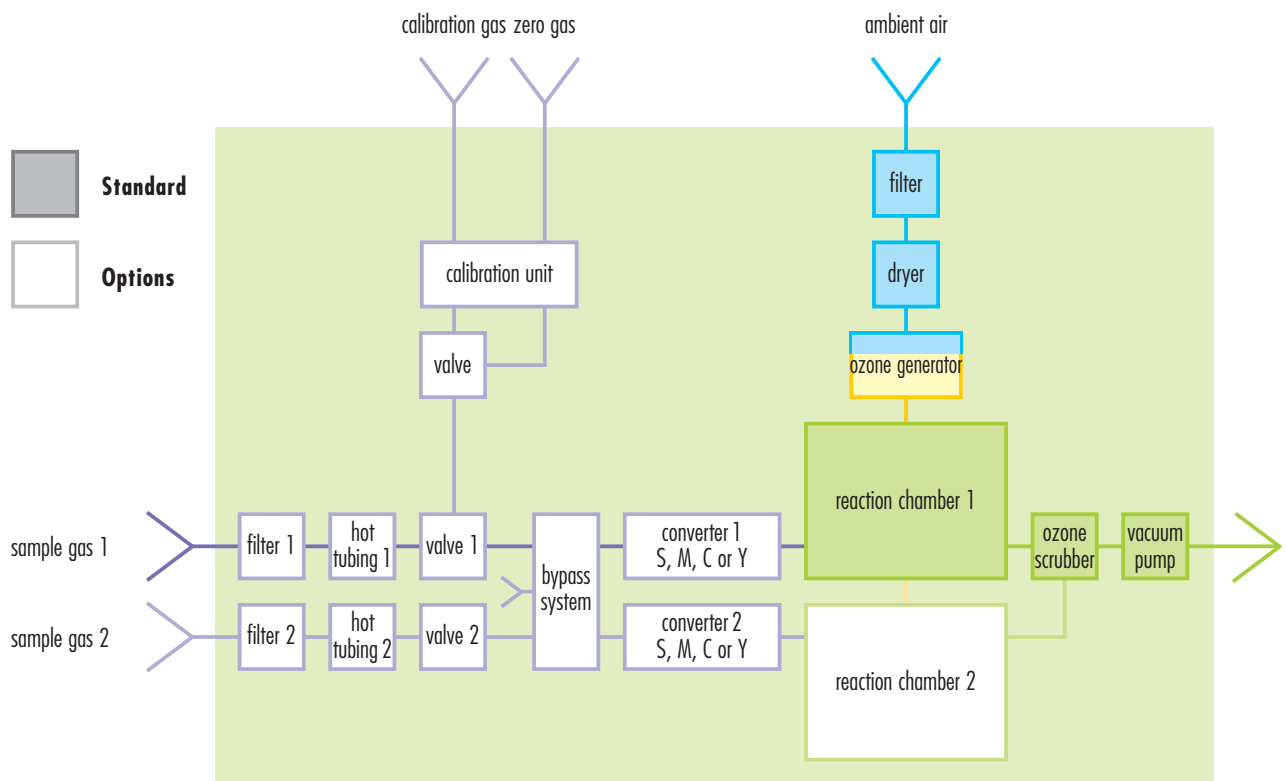 calibration gas zero gas
ambient air
Standard
filter
Options
calibration unit
dryer
valve
ozone generator
reaction chamber 1
sample gas 1
filter 1
hot
tubing 1
valve 1
bypass
system
converter 1
S, M, C or Y
ozone
scrubber
vacuum
pump
sample gas 2
filter 2
hot
tubing 2
valve 2
converter 2
S, M, C or Y
reaction chamber 2